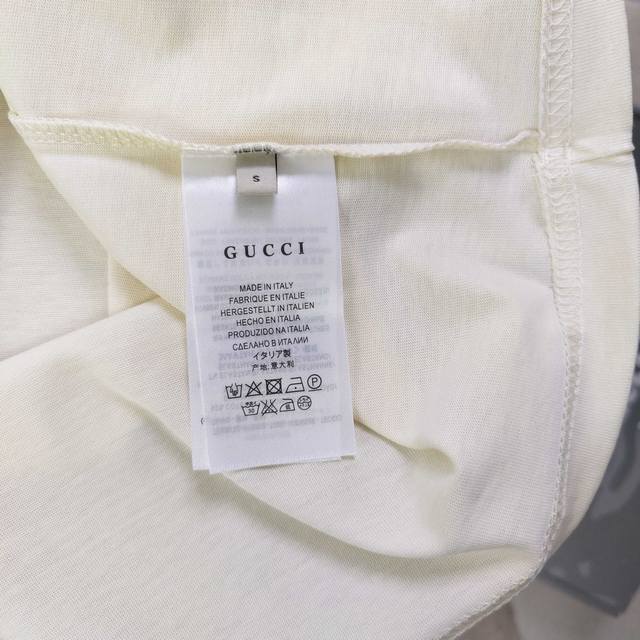 S
GUCCI
MADE IN ITALY
FABRIQUE EN ITALIE
HERGESTELLT IN ITALIEN
HECHO EN ITALIA
PRODUZIDO NA ITALIA
СДЕЛАНО В ИТАЛИИ
イタリア製
产地: 意大利